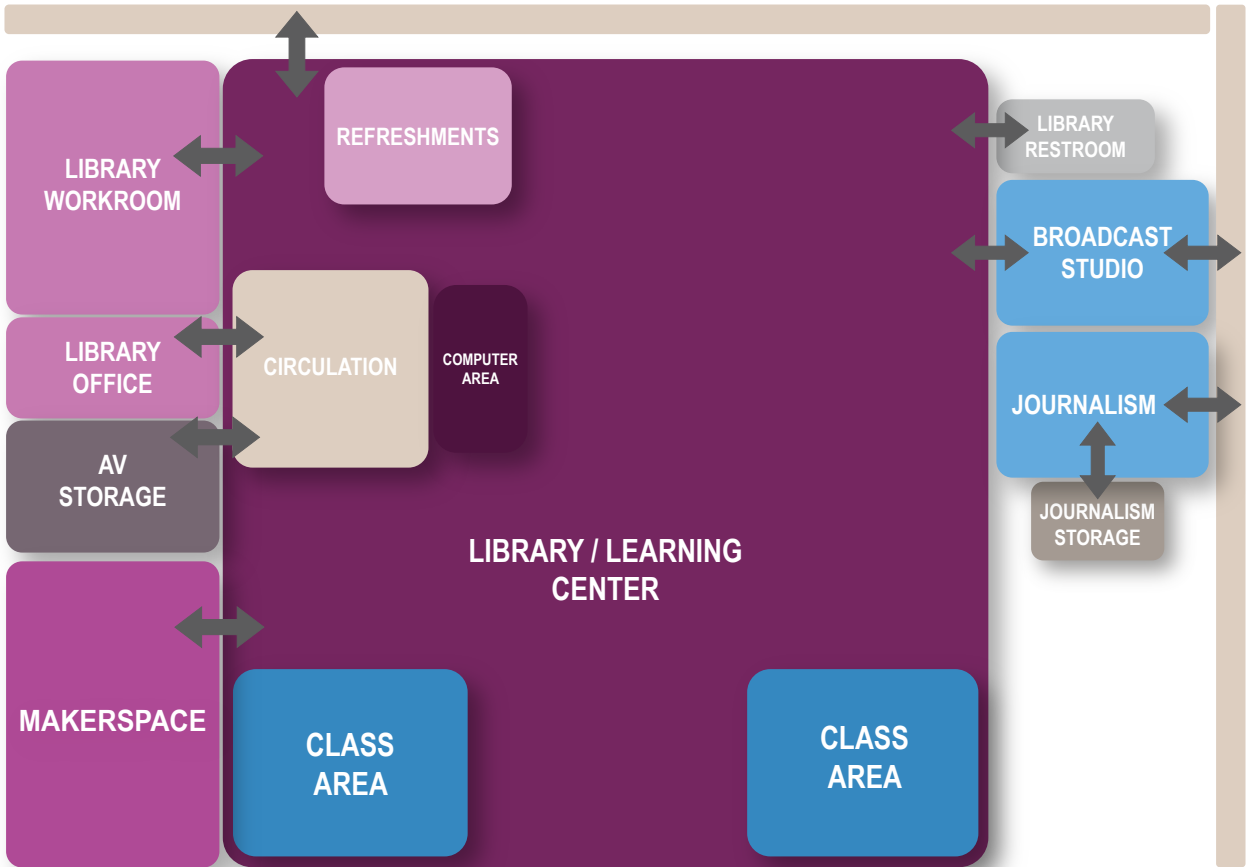 REFRESHMENTS
LIBRARY
RESTROOM
LIBRARY
WORKROOM
BROADCAST
STUDIO
LIBRARY
OFFICE
CIRCULATION
COMPUTER
AREA
JOURNALISM
AV
STORAGE
JOURNALISM
STORAGE
LIBRARY / LEARNING
CENTER
MAKERSPACE
CLASS
AREA
CLASS
AREA